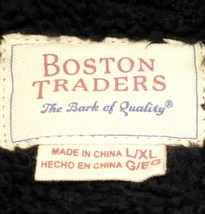 BOSTON
TRADERS
The Bark of Quality®
MADE IN CHINA L/XL
HECHO EN CHINA G/EG